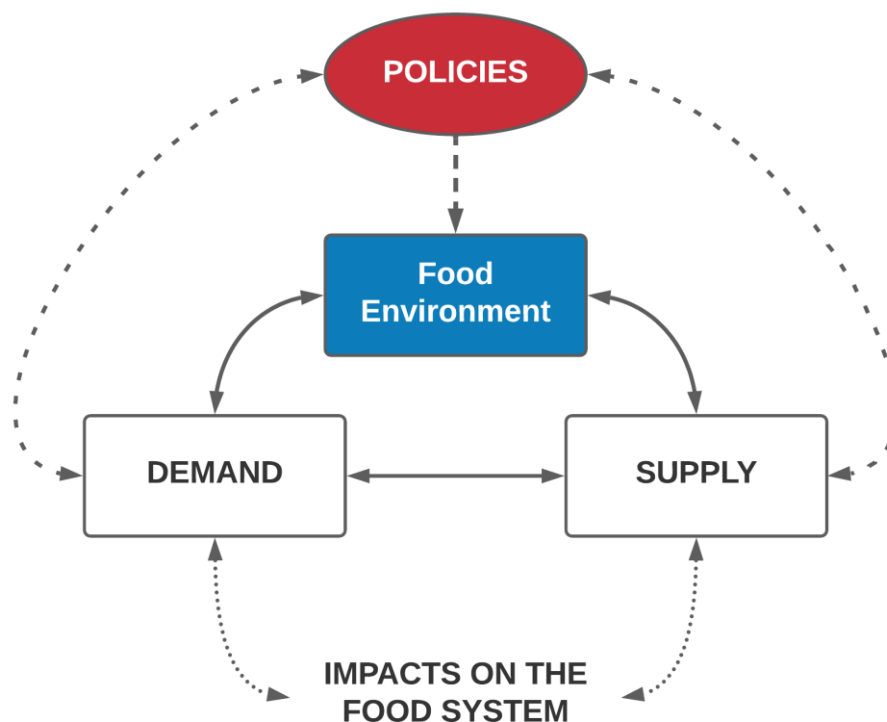 POLICIES
Food
Environment
DEMAND
SUPPLY
IMPACTS ON THE
FOOD SYSTEM